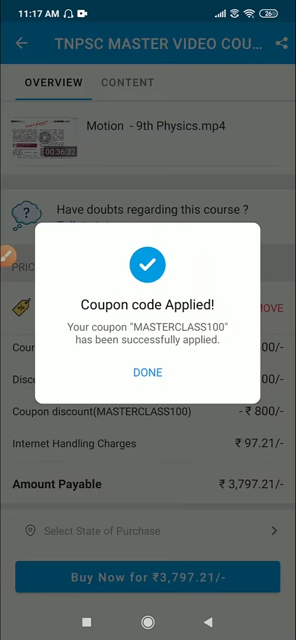 11:17 AM
26
TNPSC MASTER VIDEO COU...
OVERVIEW
CONTENT
Motion - 9th Physics.mp4
00:36:32
Have doubts regarding this course ?
PRIC
Coupon code Applied!
MOVE
Your coupon "MASTERCLASS100"
has been successfully applied.
Cour
00/-
DONE
Disc
00/-
Coupon discount(MASTERCLASS100)
- ₹ 800/-
Internet Handling Charges
₹ 97.21/-
Amount Payable
₹ 3,797.21/-
Select State of Purchase
Buy Now for ₹3,797.21/-